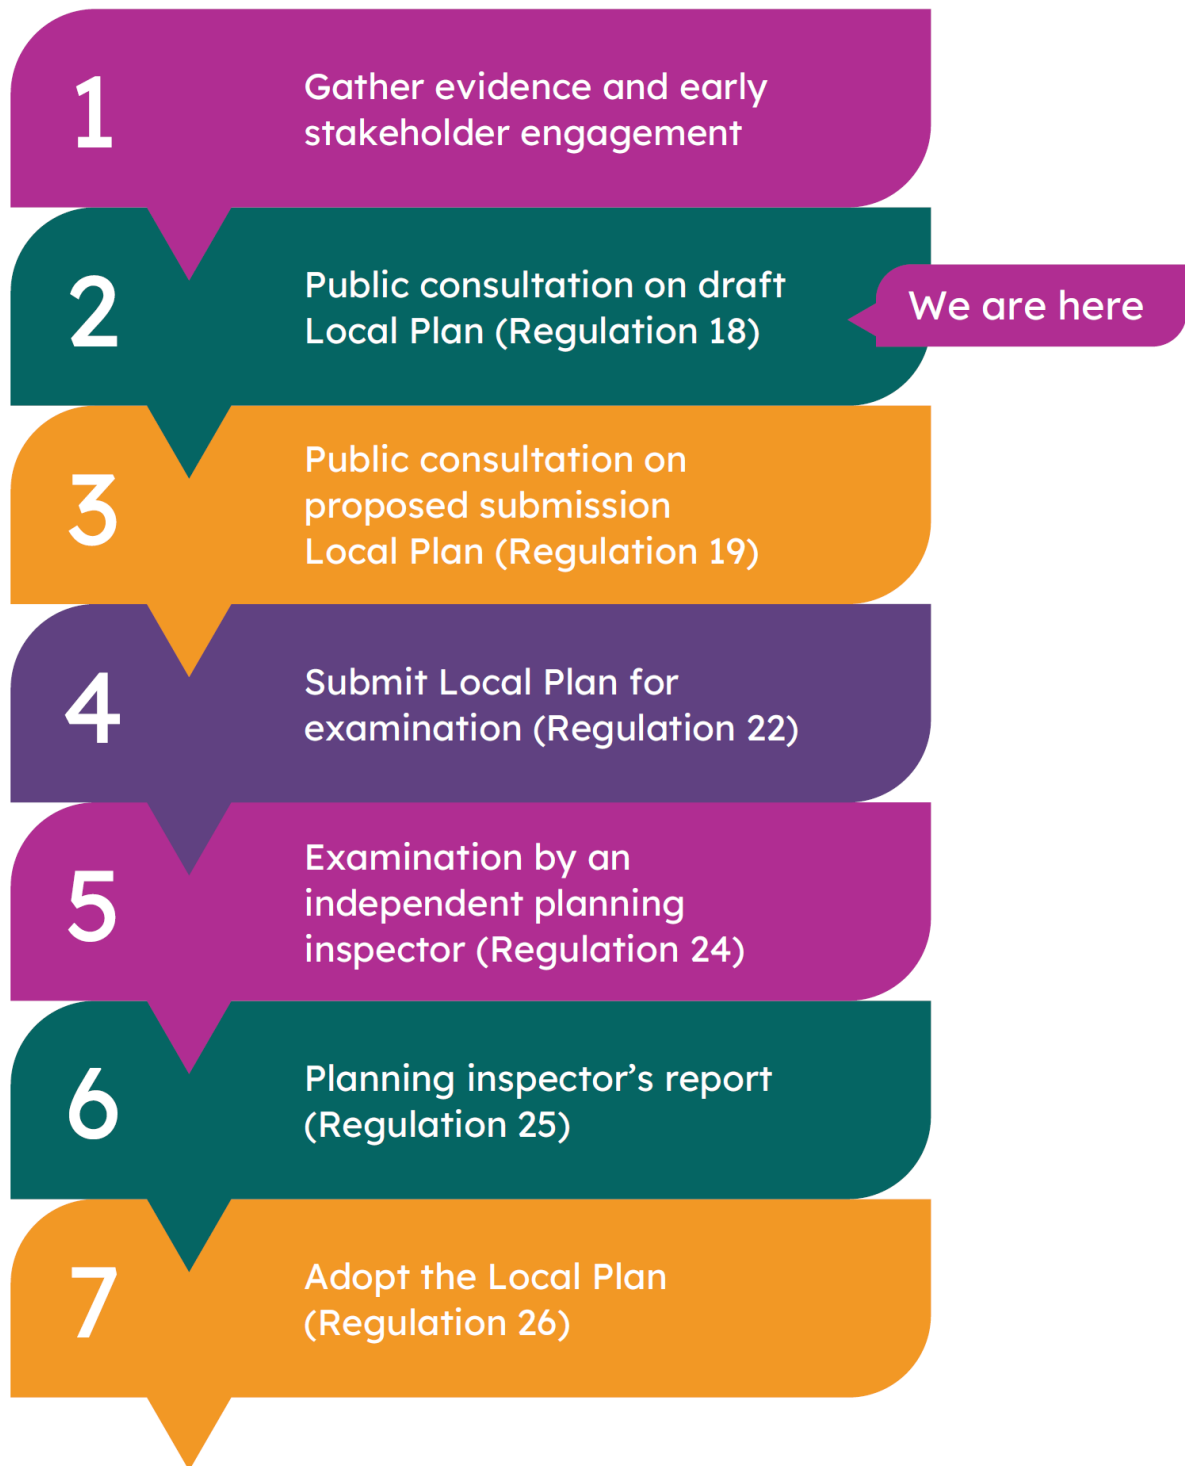 1
Gather evidence and early
stakeholder engagement
2
Public consultation on draft
Local Plan (Regulation 18)
We are here
3
Public consultation on
proposed submission
Local Plan (Regulation 19)
4
Submit Local Plan for
examination (Regulation 22)
5
Examination by an
independent planning
inspector (Regulation 24)
6
Planning inspector’s report
(Regulation 25)
7
Adopt the Local Plan
(Regulation 26)